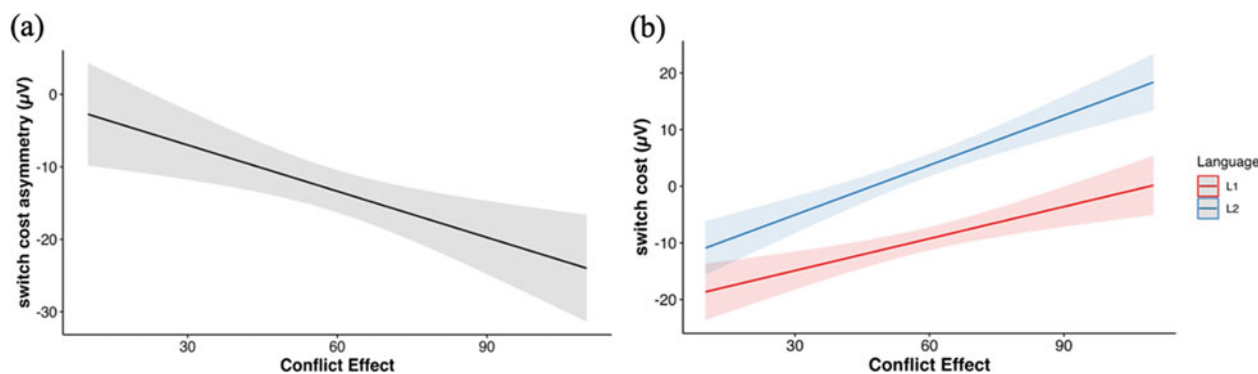 (a)
switch cost asymmetry (µV)
0
-10
-20
-30
30
60
90
Conflict Effect
(b)
switch cost (µV)
20
10
0
-10
-20
30
60
90
Conflict Effect
Language
L1
L2